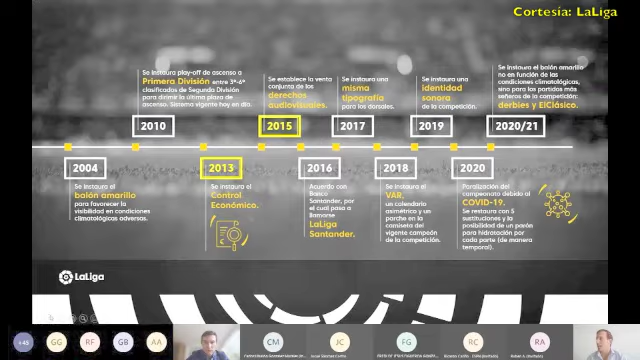 Cortesía: LaLiga
Se instaura play-off de ascenso a
Primera División entre 3º-6º
clasificados de Segunda División
para dirimir la última plaza de
ascenso. Sistema vigente hoy en día.
2010
Se establece la venta
conjunta de los
derechos
audiovisuales.
2015
Se instaura una
misma
tipografía
para los dorsales.
2017
Se instaura una
identidad
sonora
de la competición.
2019
Se instaura el balón amarillo
no en función de las
condiciones climatológicas,
sino para los partidos más
señeros de la competición:
derbies y ElClásico.
2020/21
2004
Se instaura el
balón amarillo
para favorecer la
visibilidad en condiciones
climatológicas adversas.
2013
Se instaura el
Control
Económico.
2016
Acuerdo con
Banco
Santander, por
el cual pasa a
llamarse
LaLiga
Santander.
2018
Se instaura el
VAR,
un calendario
asimétrico y un
parche en la
camiseta del
vigente campeón
de la competición.
2020
Paralización del
campeonato debido al
COVID-19.
Se restaura con 5
sustituciones y la
posibilidad de un parón
para hidratación por
cada parte (de manera
temporal).
LaLiga
+45
GG
RF
GB
AA
CM
JC
FG
RC
RA